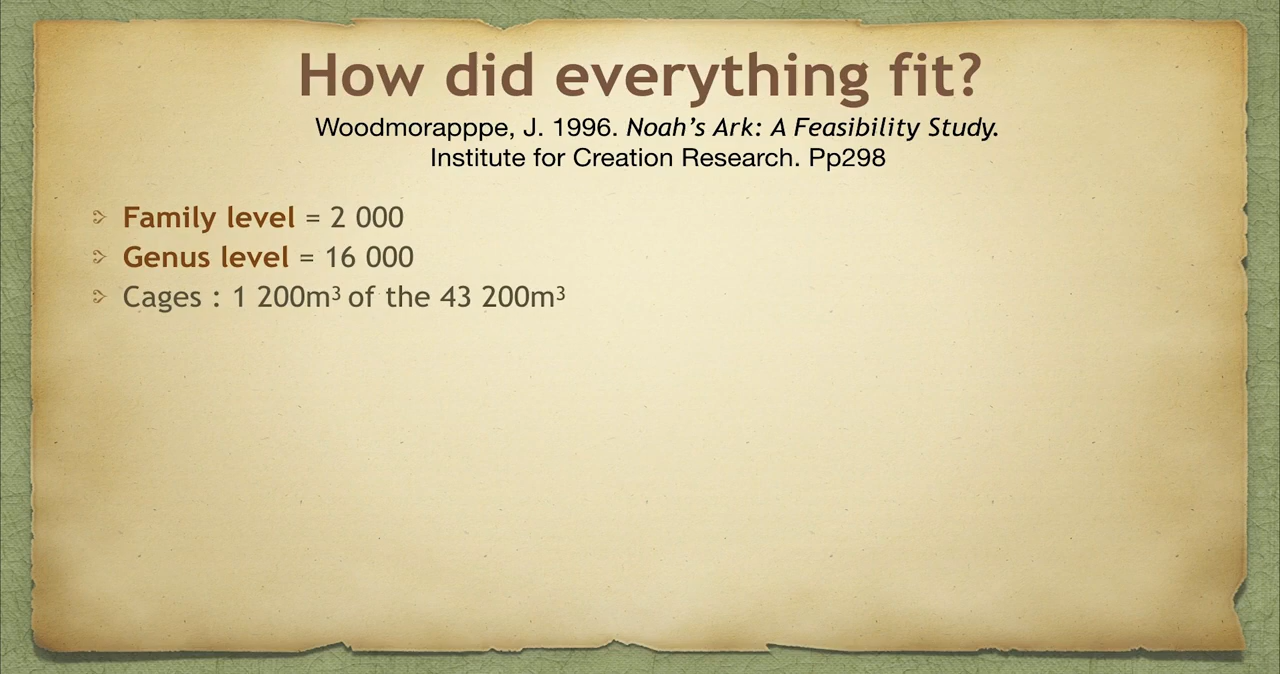 How did everything fit?
Woodmorapppe, J. 1996. Noah's Ark: A Feasibility Study.
Institute for Creation Research. Pp298
Family level = 2 000
Genus level = 16 000
Cages : 1 200m³ of the 43 200m³